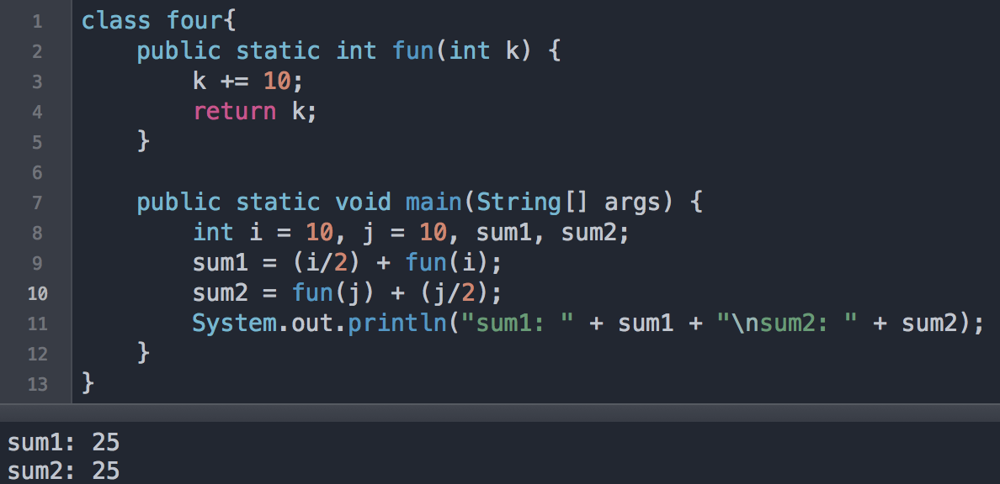 1 class four{
2     public static int fun(int k) {
3         k += 10;
4         return k;
5     }
6
7     public static void main(String[] args) {
8         int i = 10, j = 10, sum1, sum2;
9         sum1 = (i/2) + fun(i);
10         sum2 = fun(j) + (j/2);
11         System.out.println("sum1: " + sum1 + "\nsum2: " + sum2);
12     }
13 }
sum1: 25
sum2: 25